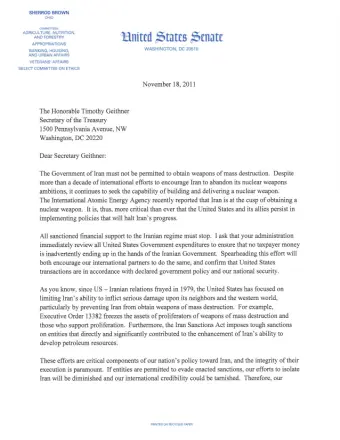 SHERROD BROWN
OHIO
COMMITTEES:
AGRICULTURE, NUTRITION,
AND FORESTRY
APPROPRIATIONS
BANKING, HOUSING,
AND URBAN AFFAIRS
VETERANS' AFFAIRS
SELECT COMMITTEE ON ETHICS
United States Senate
WASHINGTON, DC 20510
November 18, 2011
The Honorable Timothy Geithner
Secretary of the Treasury
1500 Pennsylvania Avenue, NW
Washington, DC 20220
Dear Secretary Geithner:
The Government of Iran must not be permitted to obtain weapons of mass destruction. Despite
more than a decade of international efforts to encourage Iran to abandon its nuclear weapons
ambitions, it continues to seek the capability of building and delivering a nuclear weapon.
The International Atomic Energy Agency recently reported that Iran is at the cusp of obtaining a
nuclear weapon. It is, thus, more critical than ever that the United States and its allies persist in
implementing policies that will halt Iran's progress.
All sanctioned financial support to the Iranian regime must stop. I ask that your administration
immediately review all United States Government expenditures to ensure that no taxpayer money
is inadvertently ending up in the hands of the Iranian Government. Spearheading this effort will
both encourage our international partners to do the same, and confirm that United States
transactions are in accordance with declared government policy and our national security.
As you know, since US – Iranian relations frayed in 1979, the United States has focused on
limiting Iran's ability to inflict serious damage upon its neighbors and the western world,
particularly by preventing Iran from obtaining weapons of mass destruction. For example,
Executive Order 13382 freezes the assets of proliferators of weapons of mass destruction and
those who support proliferation. Furthermore, the Iran Sanctions Act imposes tough sanctions
on entities that directly and significantly contributed to the enhancement of Iran's ability to
develop petroleum resources.
These efforts are critical components of our nation's policy toward Iran, and the integrity of their
execution is paramount. If entities are permitted to evade enacted sanctions, our efforts to isolate
Iran will be diminished and our international credibility could be tarnished. Therefore, our
PRINTED ON RECYCLED PAPER